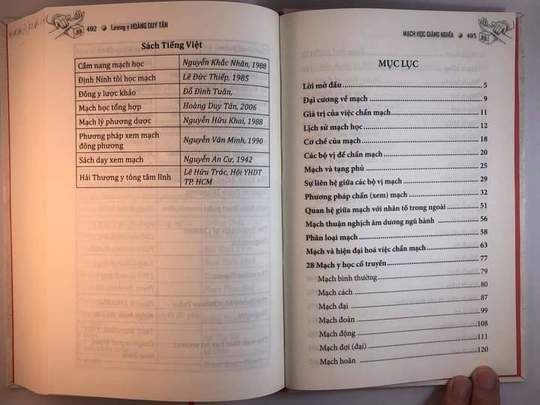 402 Lương y HOÀNG DUY TÂN
Sách Tiếng Việt
Cẩm nang mạch học Nguyễn Khắc Nhân, 1988
Định Ninh tôi học mạch Lê Đức Thiếp, 1985
Đông y lược khảo Đỗ Đình Tuân,
Mạch học tổng hợp Hoàng Duy Tân, 2006
Mạch lý phương dược Nguyễn Hữu Khai, 1988
Phương pháp xem mạch Nguyễn Văn Minh, 1990
đông phương
Sách dạy xem mạch Nguyễn An Cư, 1942
Hải Thượng y tông tâm lĩnh Lê Hữu Trác, Hội YHDT
TP. HCM
MẠCH HỌC GIẢNG NGHĨA 403
MỤC LỤC
Lời mở đầu 5
Đại cương về mạch 9
Giá trị của việc chẩn mạch 11
Lịch sử mạch học 12
Cơ chế của mạch 18
Các bộ vị để chẩn mạch 20
Mạch và tạng phủ 25
Sự liên hệ giữa các bộ vị mạch 29
Phương pháp chẩn (xem) mạch 32
Quan hệ giữa mạch với nhân tố trong ngoài 51
Mạch thuận nghịch âm dương ngũ hành 56
Phân loại mạch 58
Mạch và hiện đại hoá việc chẩn mạch 63
28 Mạch y học cổ truyền 77
Mạch bình thường 79
Mạch cách 80
Mạch đại 87
Mạch đoản 99
Mạch động 108
Mạch đợi (đại) 111
Mạch hoãn 120